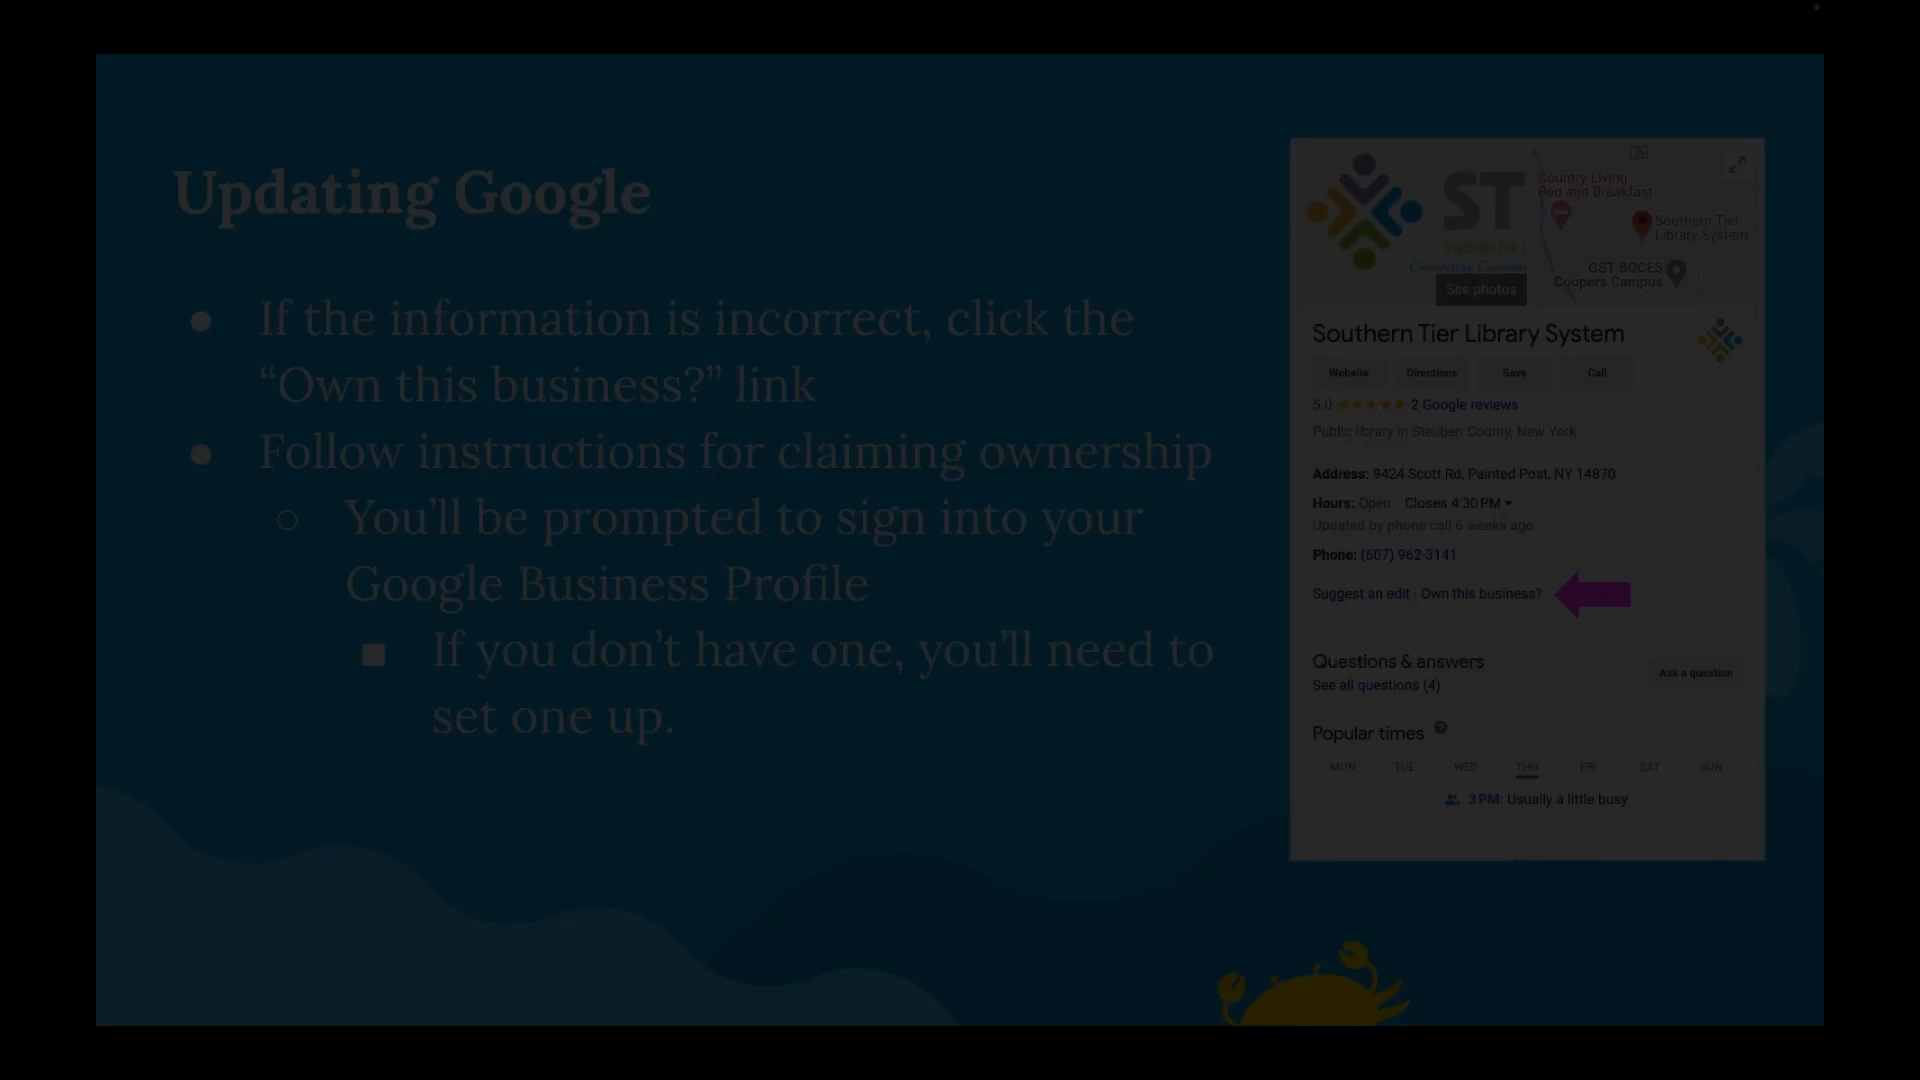 Updating Google
● If the information is incorrect, click the
“Own this business?” link
● Follow instructions for claiming ownership
○ You’ll be prompted to sign into your
Google Business Profile
■ If you don’t have one, you’ll need to
set one up.
ST
Southern Tier L
Connecting Commun
See photos
26
Country Living
Bed and Breakfast
Southern Tier
Library System
GST BOCES
Coopers Campus
Southern Tier Library System
Website Directions Save Call
5.0 ★★★★★ 2 Google reviews
Public library in Steuben County, New York
Address: 9424 Scott Rd, Painted Post, NY 14870
Hours: Open · Closes 4:30 PM ▾
Updated by phone call 6 weeks ago
Phone: (607) 962-3141
Suggest an edit · Own this business?
Questions & answers
See all questions (4)
Ask a question
Popular times ?
MON TUE WED THU FRI SAT SUN
3 PM: Usually a little busy